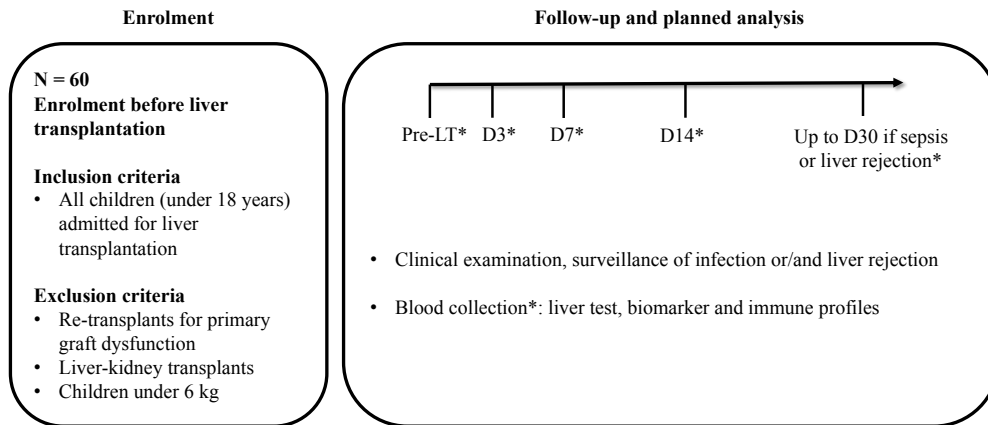 Enrolment
N = 60
Enrolment before liver
transplantation
Inclusion criteria
• All children (under 18 years)
admitted for liver
transplantation
Exclusion criteria
• Re-transplants for primary
graft dysfunction
• Liver-kidney transplants
• Children under 6 kg
Follow-up and planned analysis
Pre-LT* D3* D7* D14* Up to D30 if sepsis
or liver rejection*
• Clinical examination, surveillance of infection or/and liver rejection
• Blood collection*: liver test, biomarker and immune profiles